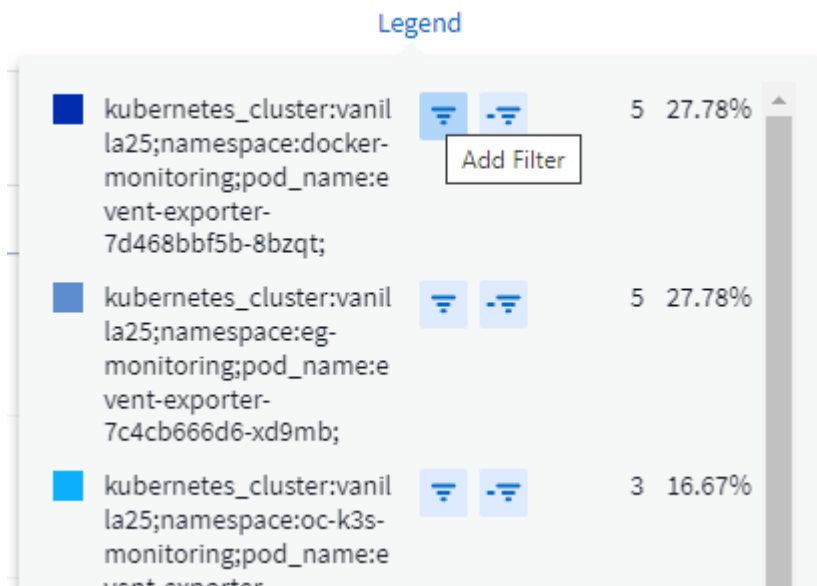 Legend
kubernetes_cluster:vanil
la25;namespace:docker-
monitoring;pod_name:e
vent-exporter-
7d468bbf5b-8bzqt;
5 27.78%
Add Filter
kubernetes_cluster:vanil
la25;namespace:eg-
monitoring;pod_name:e
vent-exporter-
7c4cb666d6-xd9mb;
5 27.78%
kubernetes_cluster:vanil
la25;namespace:oc-k3s-
monitoring;pod_name:e
vent-exporter-
3 16.67%